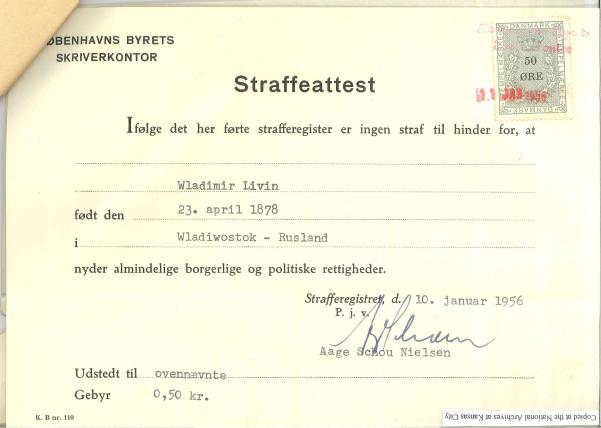 KØBENHAVNS BYRETS
SKRIVERKONTOR
DANMARK
STEMPELMÆRKE
50
ØRE
JAN 1956
Straffeattest
Ifølge det her førte strafferegister er ingen straf til hinder for, at
Wladimir Livin
født den 23. april 1878
i Wladiwostok - Rusland
nyder almindelige borgerlige og politiske rettigheder.
Strafferegistret, d. 10. januar 1956
P. j. v.
Aage Schou Nielsen
Udstedt til ovennævnte
Gebyr 0,50 kr.
K. B nr. 110
Copied at the National Archives at Kansas City